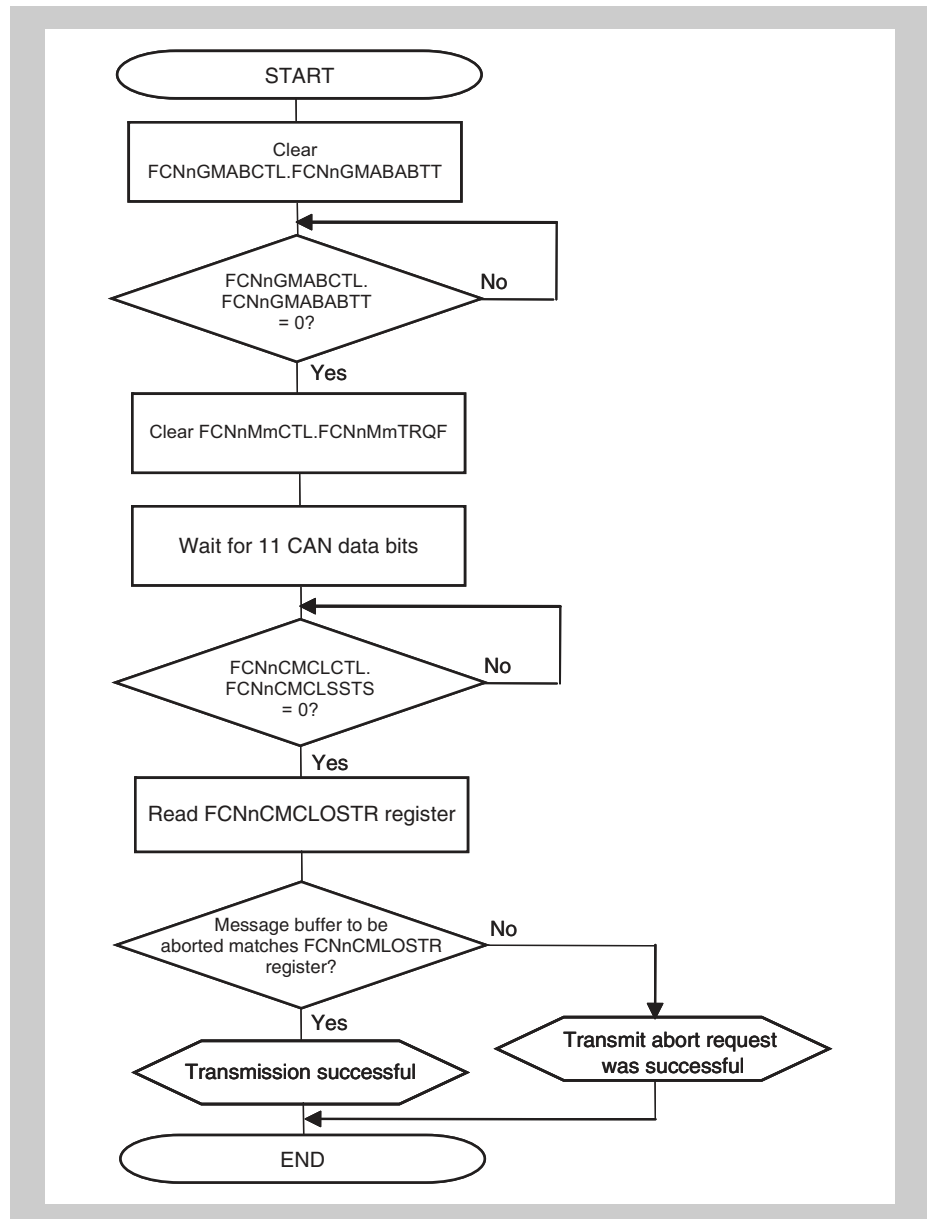 START
Clear
FCNnGMABCTL.FCNnGMABABTT
FCNnGMABCTL.
FCNnGMABABTT
= 0?
No
Yes
Clear FCNnMmCTL.FCNnMmTRQF
Wait for 11 CAN data bits
FCNnCMCLCTL.
FCNnCMCLSSTS
= 0?
No
Yes
Read FCNnCMCLOSTR register
Message buffer to be
aborted matches FCNnCMLOSTR
register?
No
Yes
Transmit abort request
was successful
Transmission successful
END